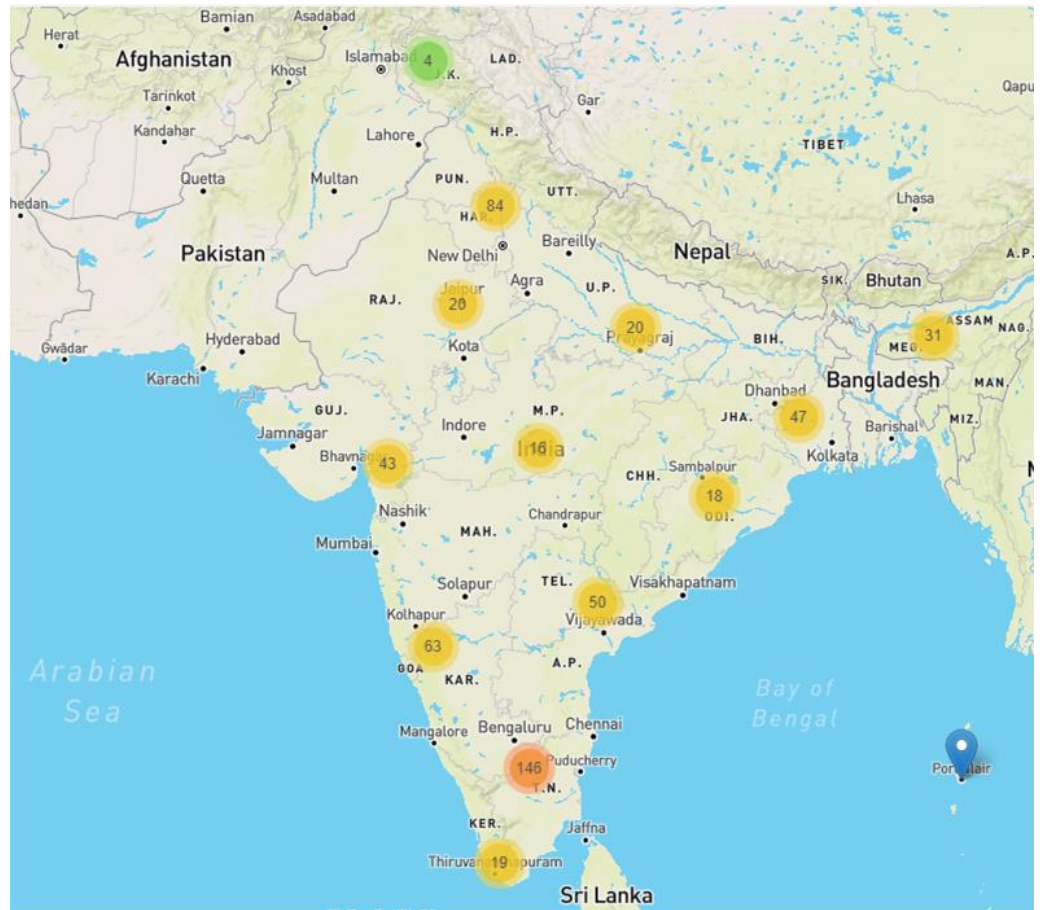 Bamian
Asadabad
Herat
Afghanistan
Islamabad
4
J.K.
LAD.
Khost
Tarinkot
Gar
Qapu
Kandahar
Lahore
H.P.
TIBET
Quetta
Multan
PUN.
UTT.
hedan
84
HAR.
Lhasa
Pakistan
New Delhi
Bareilly
Nepal
A.P.
Jaipur
Agra
U.P.
SIK.
Bhutan
RAJ.
20
20
ASSAM
NAG.
Gwādar
Hyderabad
Prayagraj
BIH.
MEG.
31
Kota
Karachi
Dhanbad
Bangladesh
MAN.
GUJ.
M.P.
JHA.
47
Jamnagar
Indore
MIZ.
Barishal
India
16
Kolkata
Bhavnagar
43
CHH.
Sambalpur
18
ODI.
Nashik
Chandrapur
MAH.
Mumbai
Solapur
TEL.
Visakhapatnam
50
Kolhapur
Vijayawada
63
GOA
KAR.
A.P.
Arabian
Sea
Bay of
Bengal
Mangalore
Bengaluru
Chennai
146
Puducherry
T.N.
Port Blair
KER.
Jaffna
Thiruvananthapuram
19
Sri Lanka